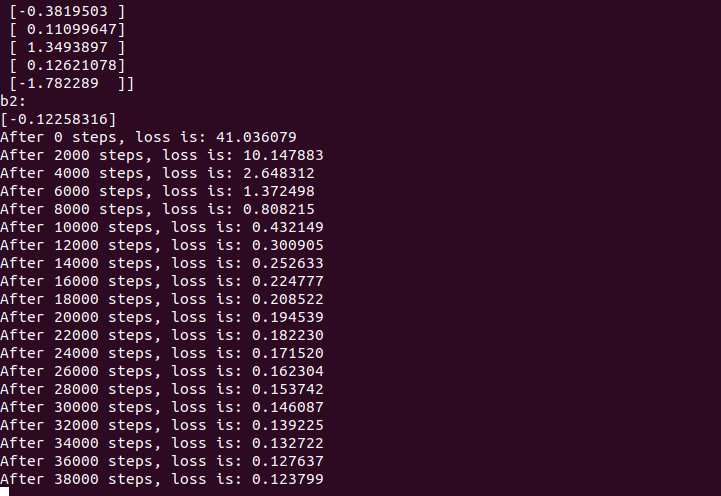 [-0.3819503 ]
[ 0.11099647]
[ 1.3493897 ]
[ 0.12621078]
[-1.782289  ]]
b2:
[-0.12258316]
After 0 steps, loss is: 41.036079
After 2000 steps, loss is: 10.147883
After 4000 steps, loss is: 2.648312
After 6000 steps, loss is: 1.372498
After 8000 steps, loss is: 0.808215
After 10000 steps, loss is: 0.432149
After 12000 steps, loss is: 0.300905
After 14000 steps, loss is: 0.252633
After 16000 steps, loss is: 0.224777
After 18000 steps, loss is: 0.208522
After 20000 steps, loss is: 0.194539
After 22000 steps, loss is: 0.182230
After 24000 steps, loss is: 0.171520
After 26000 steps, loss is: 0.162304
After 28000 steps, loss is: 0.153742
After 30000 steps, loss is: 0.146087
After 32000 steps, loss is: 0.139225
After 34000 steps, loss is: 0.132722
After 36000 steps, loss is: 0.127637
After 38000 steps, loss is: 0.123799